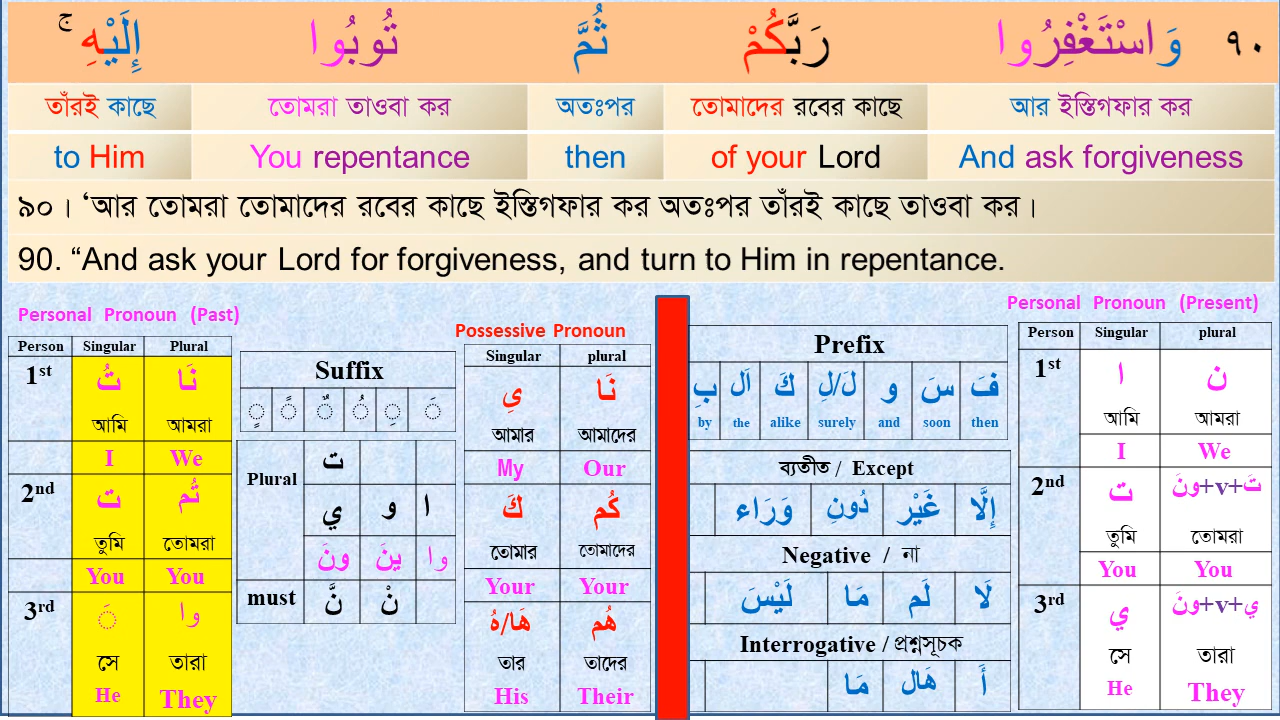 ٩٠ وَاسْتَغْفِرُوا رَبَّكُمْ ثُمَّ تُوبُوا إِلَيْهِ ۚ
তাঁরই কাছে তোমরা তাওবা কর অতঃপর তোমাদের রবের কাছে আর ইস্তিগফার কর
to Him You repentance then of your Lord And ask forgiveness
৯০। ‘আর তোমরা তোমাদের রবের কাছে ইস্তিগফার কর অতঃপর তাঁরই কাছে তাওবা কর।
90. “And ask your Lord for forgiveness, and turn to Him in repentance.
Personal Pronoun (Past)
Person Singular Plural
1st تُ نَا
আমি আমরা
I We
2nd ت تُم
তুমি তোমরা
You You
3rd َ وا
সে তারা
He They
Suffix
ٍ ً ٌ ُ ِ َ
Plural ت
ي و ا
ونَ ينَ وا
must نَّ نْ
Possessive Pronoun
Singular plural
يِ نَا
আমার আমাদের
My Our
كَ كُم
তোমার তোমাদের
Your Your
هَا/هُ هُم
তার তাদের
His Their
Prefix
بِ اَل كَ لَ/لِ و سَ فَ
by the alike surely and soon then
ব্যতীত / Except
وَرَاء دُونِ غَيْر إِلَّا
Negative / না
لَيْسَ مَا لَم لَا
Interrogative / প্রশ্নসূচক
مَا هَال أَ
Personal Pronoun (Present)
Person Singular plural
1st ا ن
আমি আমরা
I We
2nd ت تَ+v+ونَ
তুমি তোমরা
You You
3rd ي ي+v+ونَ
সে তারা
He They